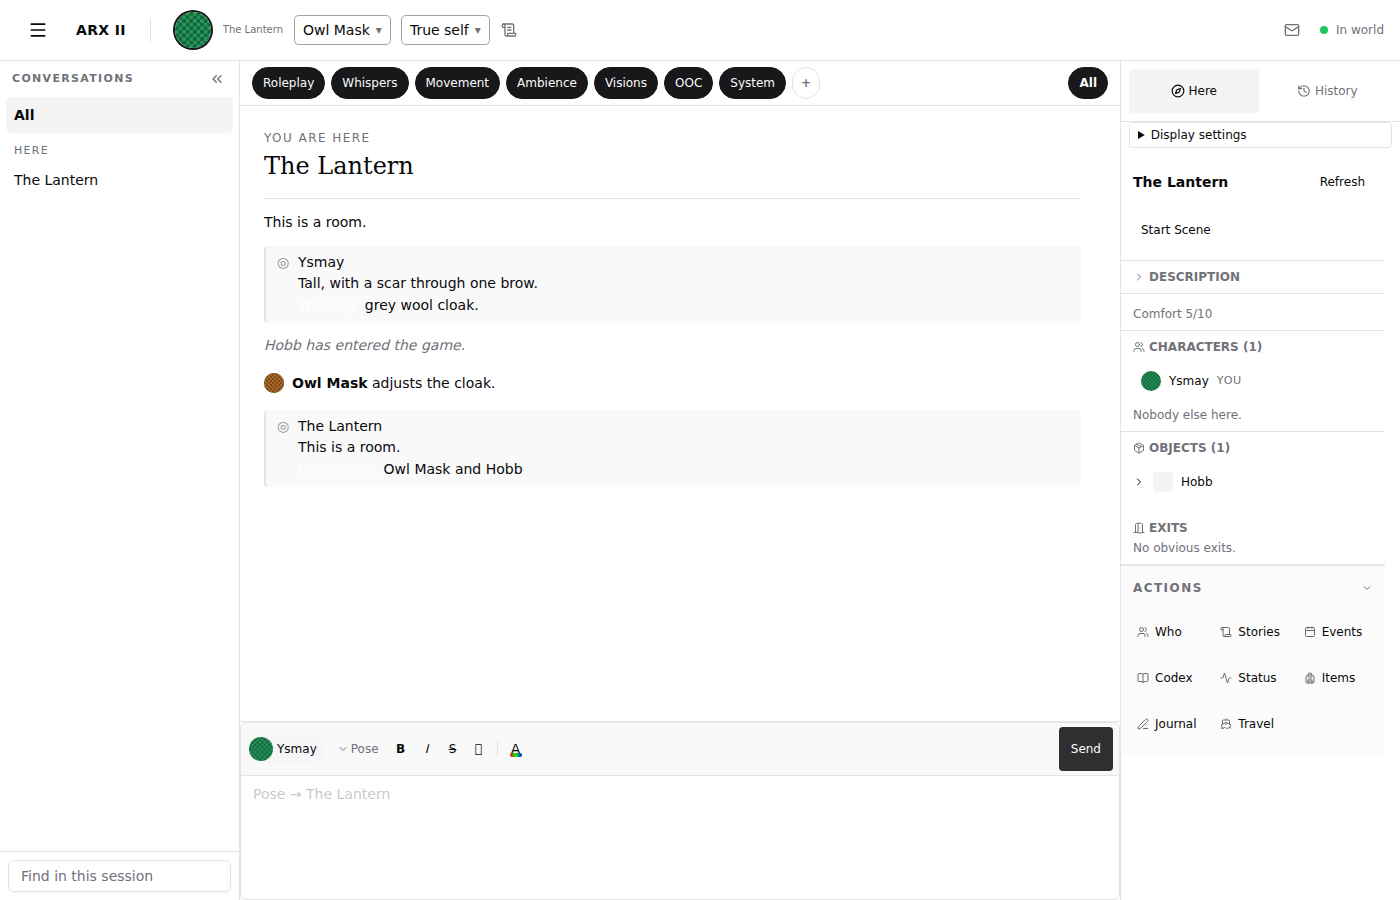 ARX II
The Lantern
Owl Mask
True self
In world
CONVERSATIONS
All
HERE
The Lantern
Find in this session
Roleplay
Whispers
Movement
Ambience
Visions
OOC
System
+
All
YOU ARE HERE
The Lantern
This is a room.
Ysmay
Tall, with a scar through one brow.
Wearing: grey wool cloak.
Hobb has entered the game.
Owl Mask adjusts the cloak.
The Lantern
This is a room.
Characters: Owl Mask and Hobb
Ysmay
Pose
B
I
S
A
Send
Pose → The Lantern
Here
History
Display settings
The Lantern
Refresh
Start Scene
DESCRIPTION
Comfort 5/10
CHARACTERS (1)
Ysmay YOU
Nobody else here.
OBJECTS (1)
Hobb
EXITS
No obvious exits.
ACTIONS
Who
Stories
Events
Codex
Status
Items
Journal
Travel